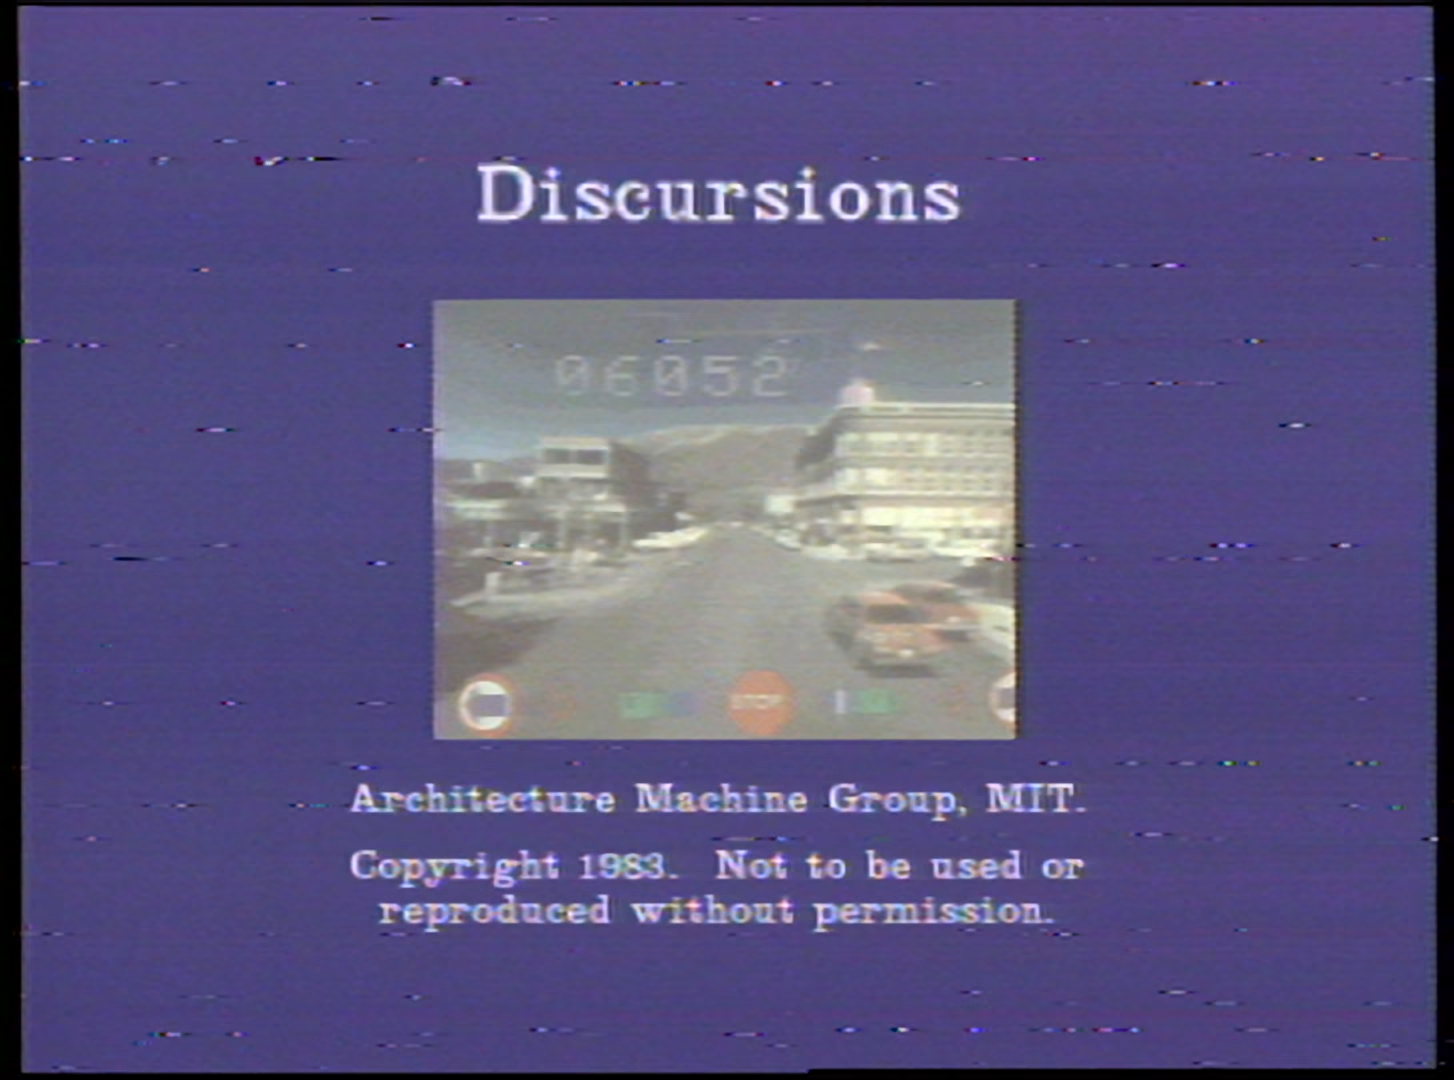 Discursions
06052
STOP
Architecture Machine Group, MIT.
Copyright 1983. Not to be used or
reproduced without permission.